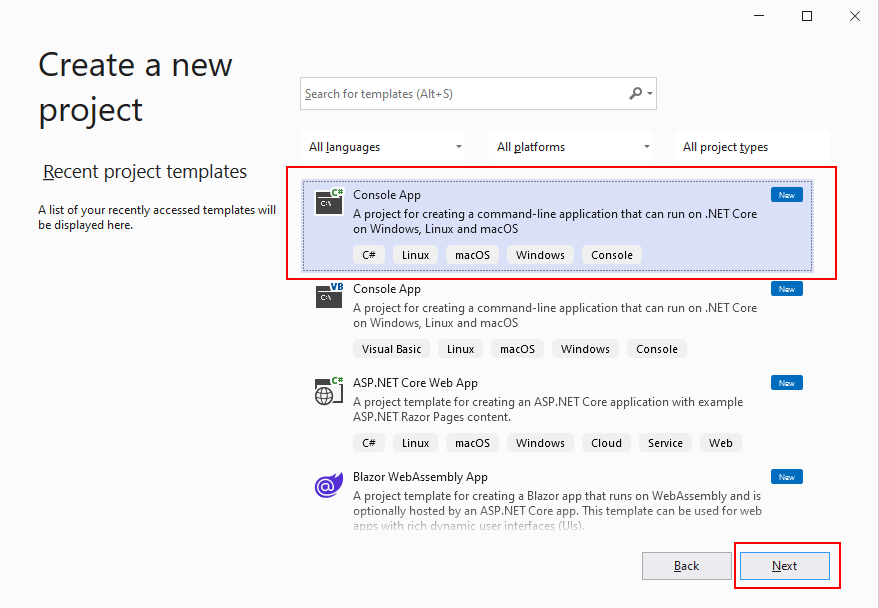 Create a new
project
Search for templates (Alt+S)
All languages
All platforms
All project types
Recent project templates
A list of your recently accessed templates will
be displayed here.
C#
C:\
Console App
New
A project for creating a command-line application that can run on .NET Core
on Windows, Linux and macOS
C# Linux macOS Windows Console
VB
C:\
Console App
New
A project for creating a command-line application that can run on .NET Core
on Windows, Linux and macOS
Visual Basic Linux macOS Windows Console
C#
ASP.NET Core Web App
New
A project template for creating an ASP.NET Core application with example
ASP.NET Razor Pages content.
C# Linux macOS Windows Cloud Service Web
@
Blazor WebAssembly App
New
A project template for creating a Blazor app that runs on WebAssembly and is
optionally hosted by an ASP.NET Core app. This template can be used for web
apps with rich dynamic user interfaces (UIs).
Back
Next